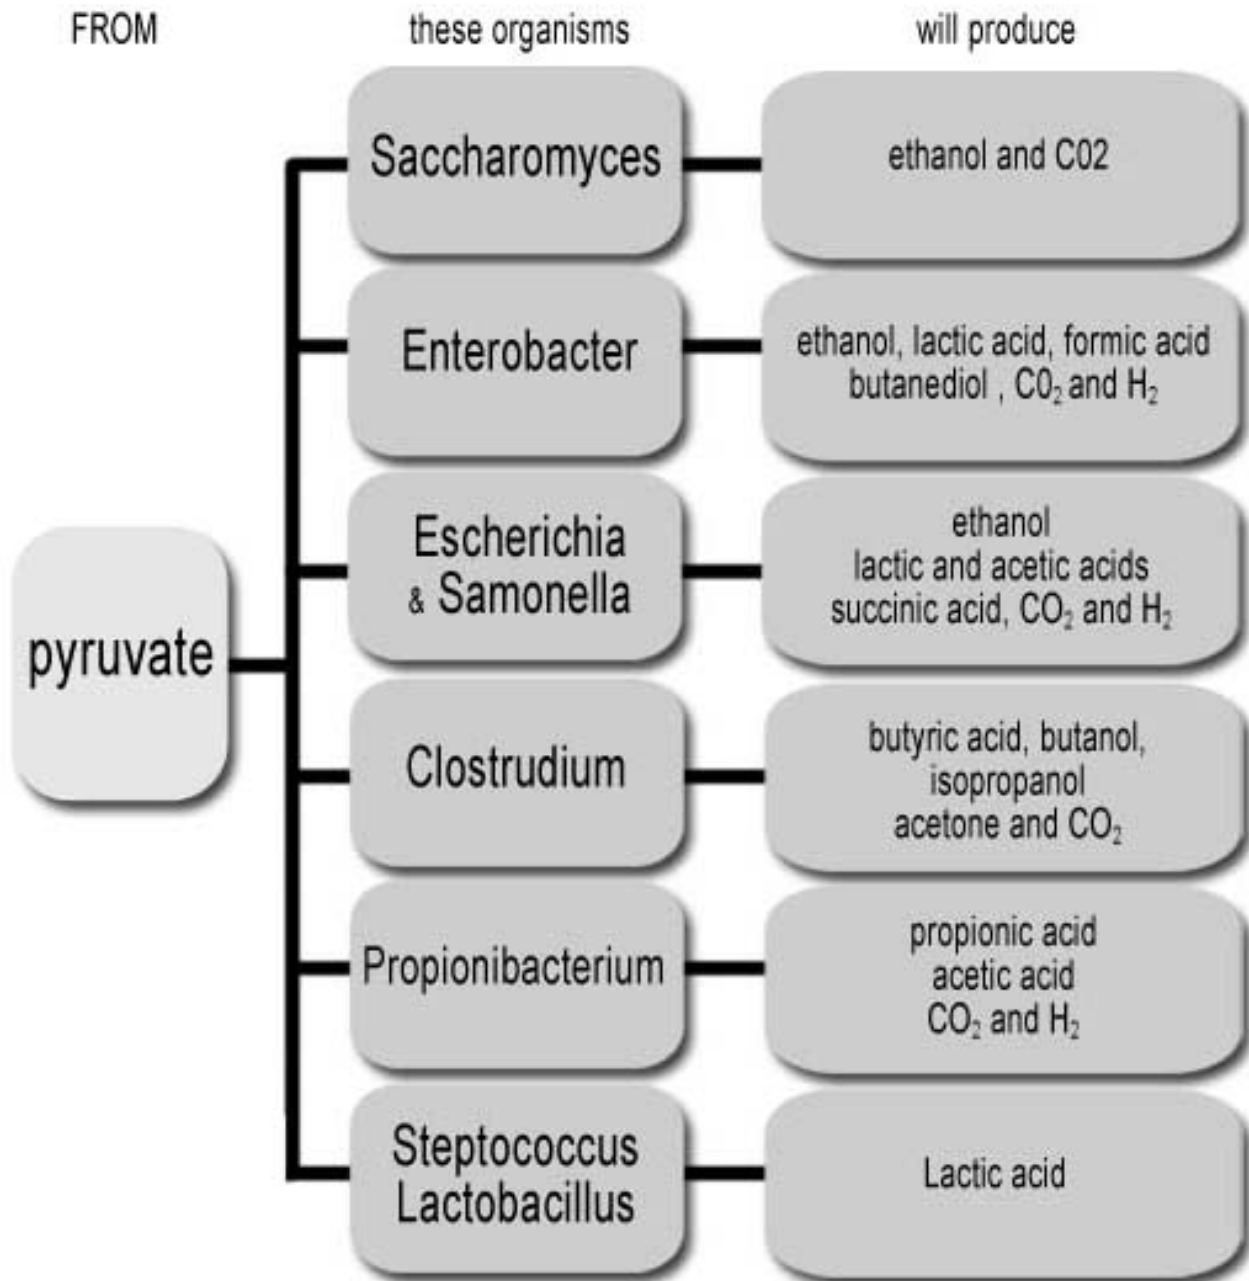 FROM these organisms will produce
pyruvate
Saccharomyces
ethanol and C02
Enterobacter
ethanol, lactic acid, formic acid
butanediol , C0₂ and H₂
Escherichia
& Samonella
ethanol
lactic and acetic acids
succinic acid, CO₂ and H₂
Clostrudium
butyric acid, butanol,
isopropanol
acetone and CO₂
Propionibacterium
propionic acid
acetic acid
CO₂ and H₂
Steptococcus
Lactobacillus
Lactic acid